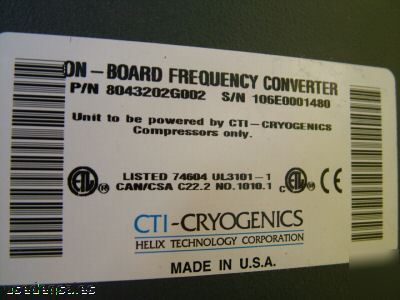 ON-BOARD FREQUENCY CONVERTER
P/N 8043202G002 S/N 106E0001480
Unit to be powered by CTI-CRYOGENICS
Compressors only.
LISTED 74604 UL3101-1
CAN/CSA C22.2 NO.1010.1
C
CE
CTI-CRYOGENICS
HELIX TECHNOLOGY CORPORATION
MADE IN U.S.A.